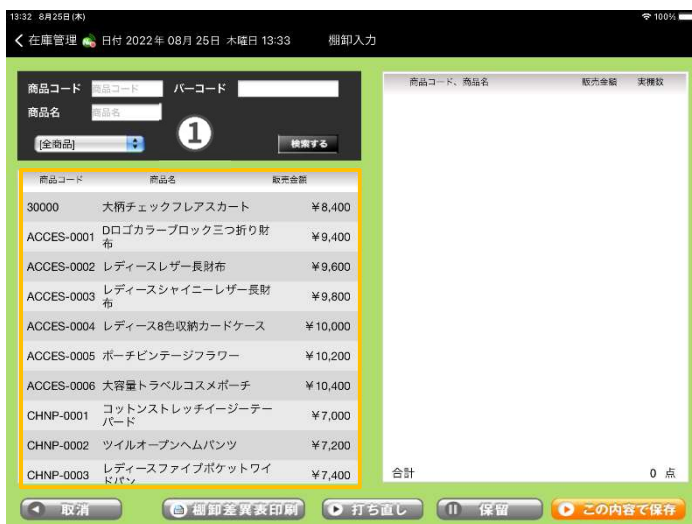 13:32 8月25日(木) 100%
在庫管理 日付 2022年 08月 25日 木曜日 13:33 棚卸入力
商品コード 商品コード バーコード
商品名 商品名
[全商品] 1 検索する
商品コード 商品名 販売金額
30000 大柄チェックフレアスカート ¥8,400
ACCES-0001 Dロゴカラーブロック三つ折り財
布 ¥9,400
ACCES-0002 レディースレザー長財布 ¥9,600
ACCES-0003 レディースシャイニーレザー長財
布 ¥9,800
ACCES-0004 レディース8色収納カードケース ¥10,000
ACCES-0005 ポーチビンテージフラワー ¥10,200
ACCES-0006 大容量トラベルコスメポーチ ¥10,400
CHNP-0001 コットンストレッチイージーテー
パード ¥7,000
CHNP-0002 ツイルオープンヘムパンツ ¥7,200
CHNP-0003 レディースファイブポケットワイ
ドパン ¥7,400
商品コード、商品名 販売金額 実棚数
合計 0 点
取消 棚卸差異表印刷 打ち直し 保留 この内容で保存